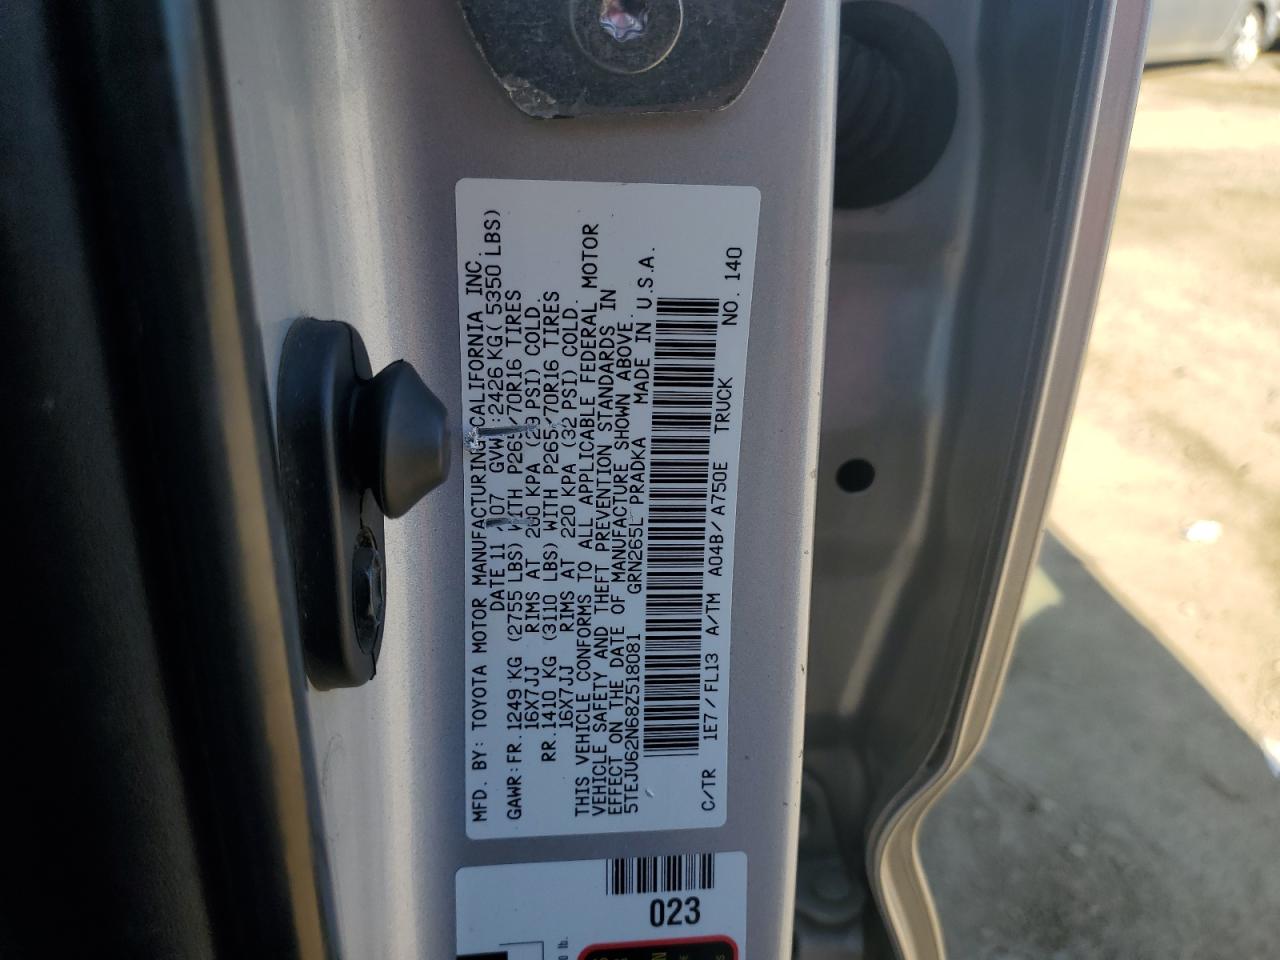 MFD. BY: TOYOTA MOTOR MANUFACTURING CALIFORNIA INC.
DATE 11 / 07 GVWR: 2426 KG( 5350 LBS)
GAWR: FR. 1249 KG (2755 LBS) WITH P265/70R16 TIRES
16X7JJ RIMS AT 200 KPA (29 PSI) COLD.
RR. 1410 KG (3110 LBS) WITH P265/70R16 TIRES
16X7JJ RIMS AT 220 KPA (32 PSI) COLD.
THIS VEHICLE CONFORMS TO ALL APPLICABLE FEDERAL MOTOR
VEHICLE SAFETY AND THEFT PREVENTION STANDARDS IN
EFFECT ON THE DATE OF MANUFACTURE SHOWN ABOVE.
5TEJU62N68Z518081 GRN265L PRADKA MADE IN U.S.A.
C/TR 1E7/FL13 A/TM A04B/A750E TRUCK NO. 140
023